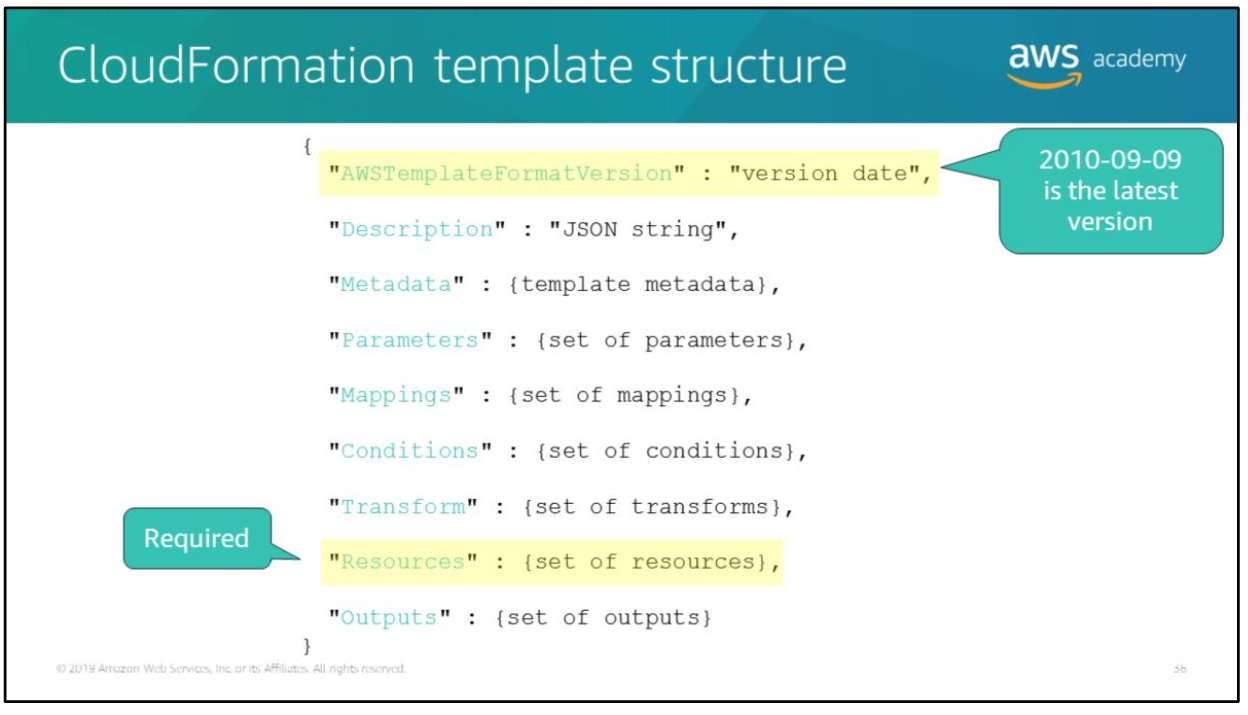 CloudFormation template structure
aws academy
{
"AWSTemplateFormatVersion" : "version date",
2010-09-09
is the latest
version
"Description" : "JSON string",
"Metadata" : {template metadata},
"Parameters" : {set of parameters},
"Mappings" : {set of mappings},
"Conditions" : {set of conditions},
"Transform" : {set of transforms},
Required
"Resources" : {set of resources},
"Outputs" : {set of outputs}
}
© 2019 Amazon Web Services, Inc. or its Affiliates. All rights reserved.
36